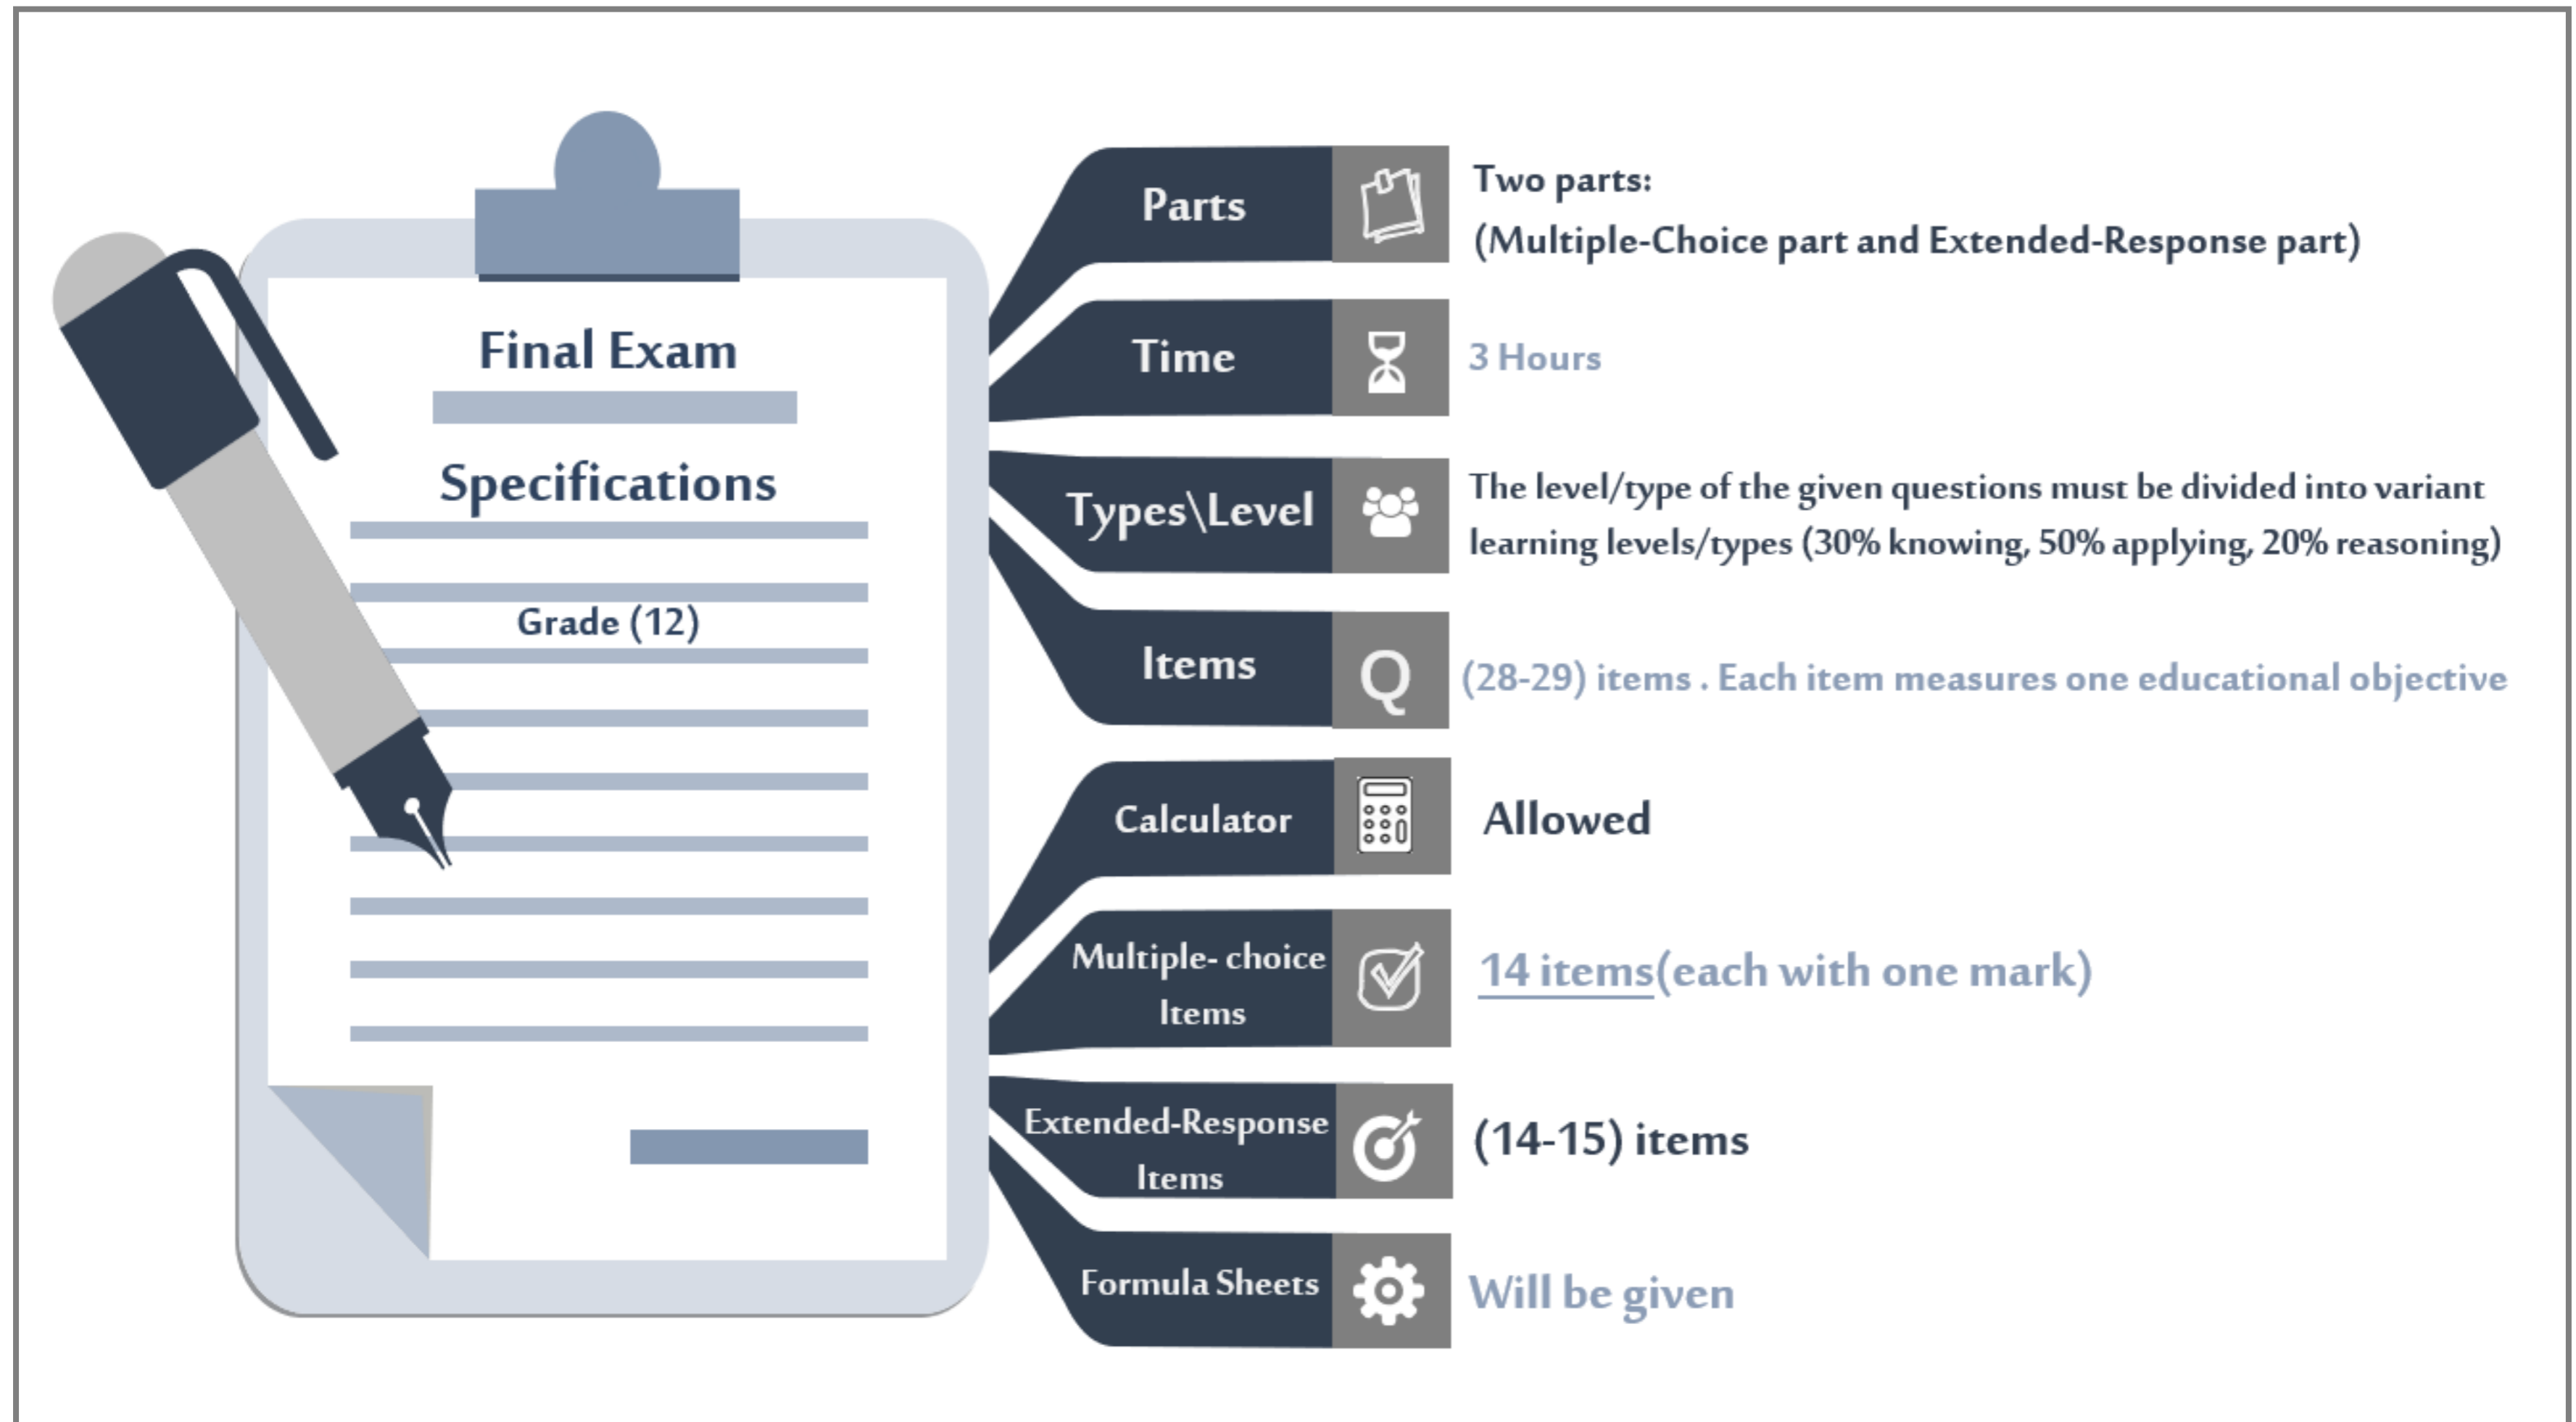 Final Exam
Specifications
Grade (12)
Parts
Two parts:
(Multiple-Choice part and Extended-Response part)
Time
3 Hours
Types\Level
The level/type of the given questions must be divided into variant
learning levels/types (30% knowing, 50% applying, 20% reasoning)
Items
Q
(28-29) items . Each item measures one educational objective
Calculator
Allowed
Multiple- choice
Items
14 items(each with one mark)
Extended-Response
Items
(14-15) items
Formula Sheets
Will be given